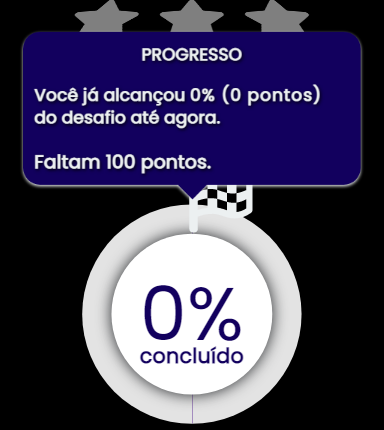 PROGRESSO
Você já alcançou 0% (0 pontos)
do desafio até agora.
Faltam 100 pontos.
0%
concluído